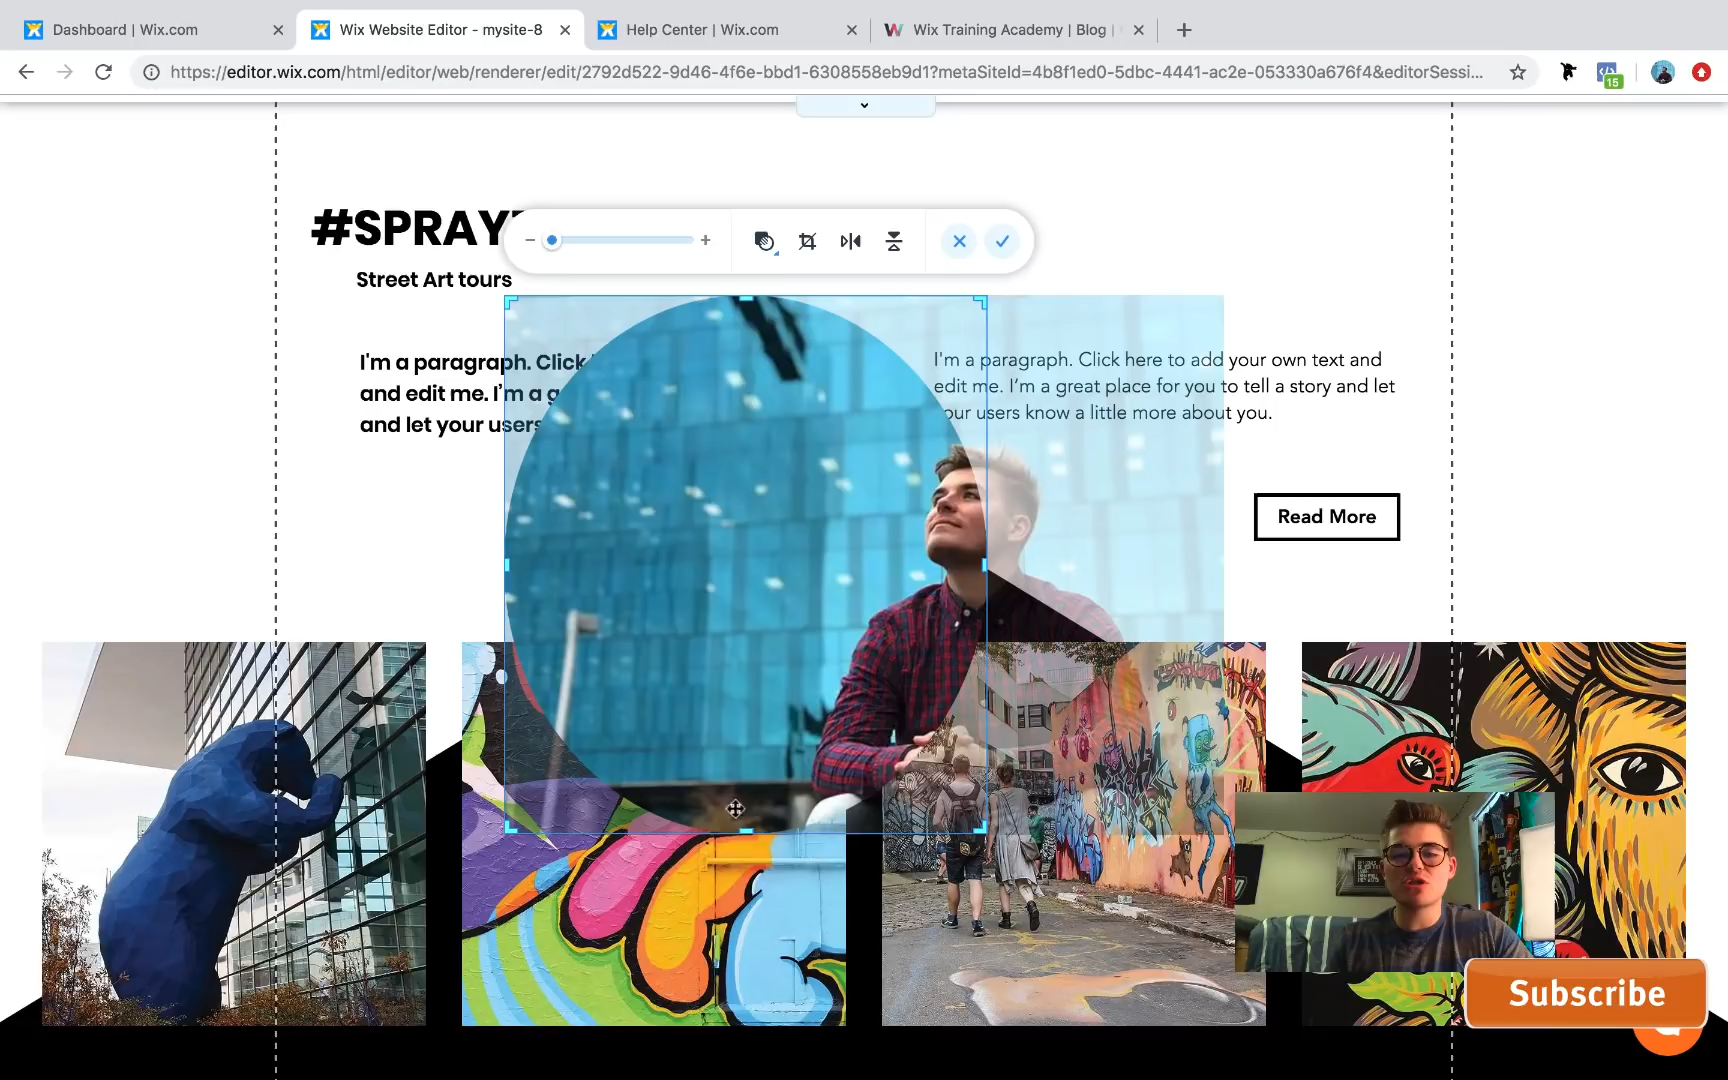 Dashboard | Wix.com
Wix Website Editor - mysite-8
Help Center | Wix.com
Wix Training Academy | Blog |
https://editor.wix.com/html/editor/web/renderer/edit/2792d522-9d46-4f6e-bbd1-6308558eb9d1?metaSiteId=4b8f1ed0-5dbc-4441-ac2e-053330a676f4&editorSessi...
15
#SPRAY
Street Art tours
I'm a paragraph. Click
and edit me. I'm a g
and let your users
I'm a paragraph. Click here to add your own text and
edit me. I'm a great place for you to tell a story and let
your users know a little more about you.
Read More
Subscribe